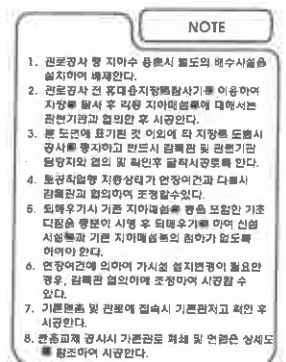 NOTE
1. 관로공사 중 지하수 용출시 별도의 배수시설을
설치하여 배제한다.
2. 관로공사 전 휴대용지장물탐사기를 이용하여
지장물 탐사 후 각종 지하매설물에 대해서는
관련기관과 협의한 후 시공한다.
3. 본 도면에 표기된 것 이외에 타 지장물 도출시
공사를 중지하고 반드시 감독관 및 관련기관
담당자와 협의 및 확인후 굴착시공토록 한다.
4. 토공작업중 지층상태가 현장여건과 다를시
감독관과 협의하여 조정할수있다.
5. 되메우기시 기존 지하매설물 등을 포함한 기초
다짐을 충분히 시행 후 되메우기를 하여 신설
시설물과 기존 지하매설물의 침하가 없도록
하여야 한다.
6. 현장여건에 의하여 가시설 설치변경이 필요한
경우, 감독관 협의하에 조정하여 시공할 수
있다.
7. 기존맨홀 및 관로에 접속시 기존관저고 확인 후
시공한다.
8. 관종교체 공사시 기존관로 폐쇄 및 연결은 상세도
를 참조하여 시공한다.